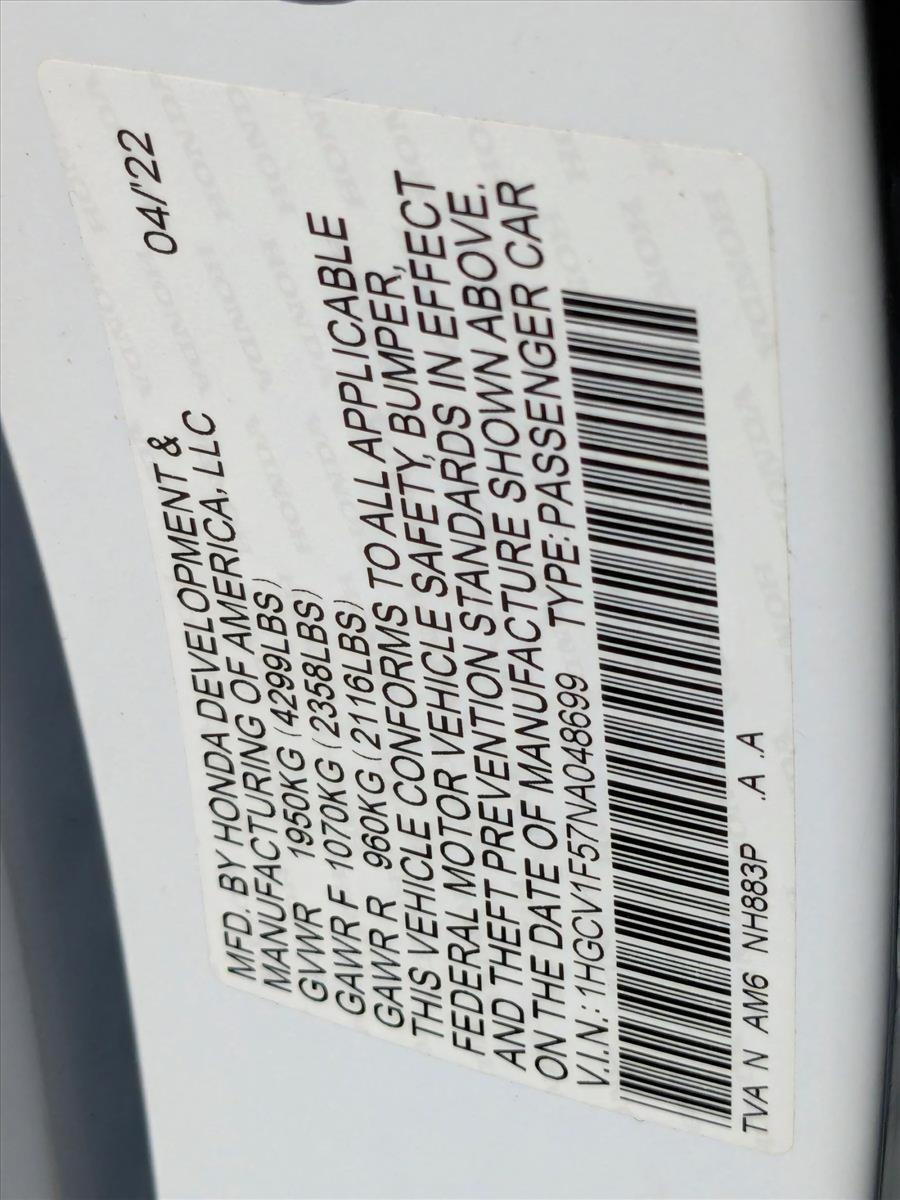 04/'22
MFD. BY HONDA DEVELOPMENT &
MANUFACTURING OF AMERICA, LLC
GVWR 1950KG (4299LBS)
GAWR F 1070KG (2358LBS)
GAWR R 960KG (2116LBS)
THIS VEHICLE CONFORMS TO ALL APPLICABLE
FEDERAL MOTOR VEHICLE SAFETY, BUMPER,
AND THEFT PREVENTION STANDARDS IN EFFECT
ON THE DATE OF MANUFACTURE SHOWN ABOVE.
V.I.N.: 1HGCV1F57NA048699 TYPE: PASSENGER CAR
TVA N AM6 NH883P .A .A